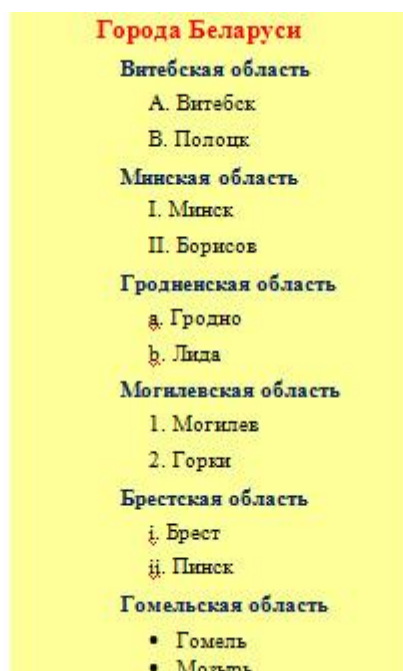 Города Беларуси
Витебская область
A. Витебск
B. Полоцк
Минская область
I. Минск
II. Борисов
Гродненская область
a. Гродно
b. Лида
Могилевская область
1. Могилев
2. Горки
Брестская область
i. Брест
ii. Пинск
Гомельская область
• Гомель
• Мозырь